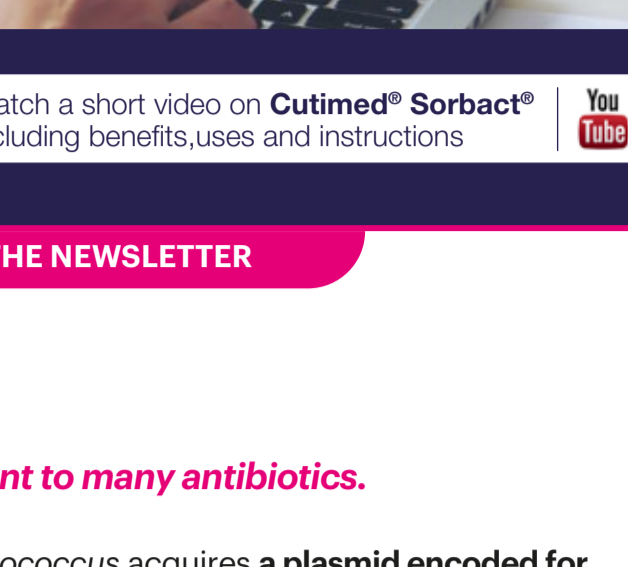 atch a short video on Cutimed® Sorbact®
cluding benefits,uses and instructions
You
Tube
THE NEWSLETTER
nt to many antibiotics.
ococcus acquires a plasmid encoded for